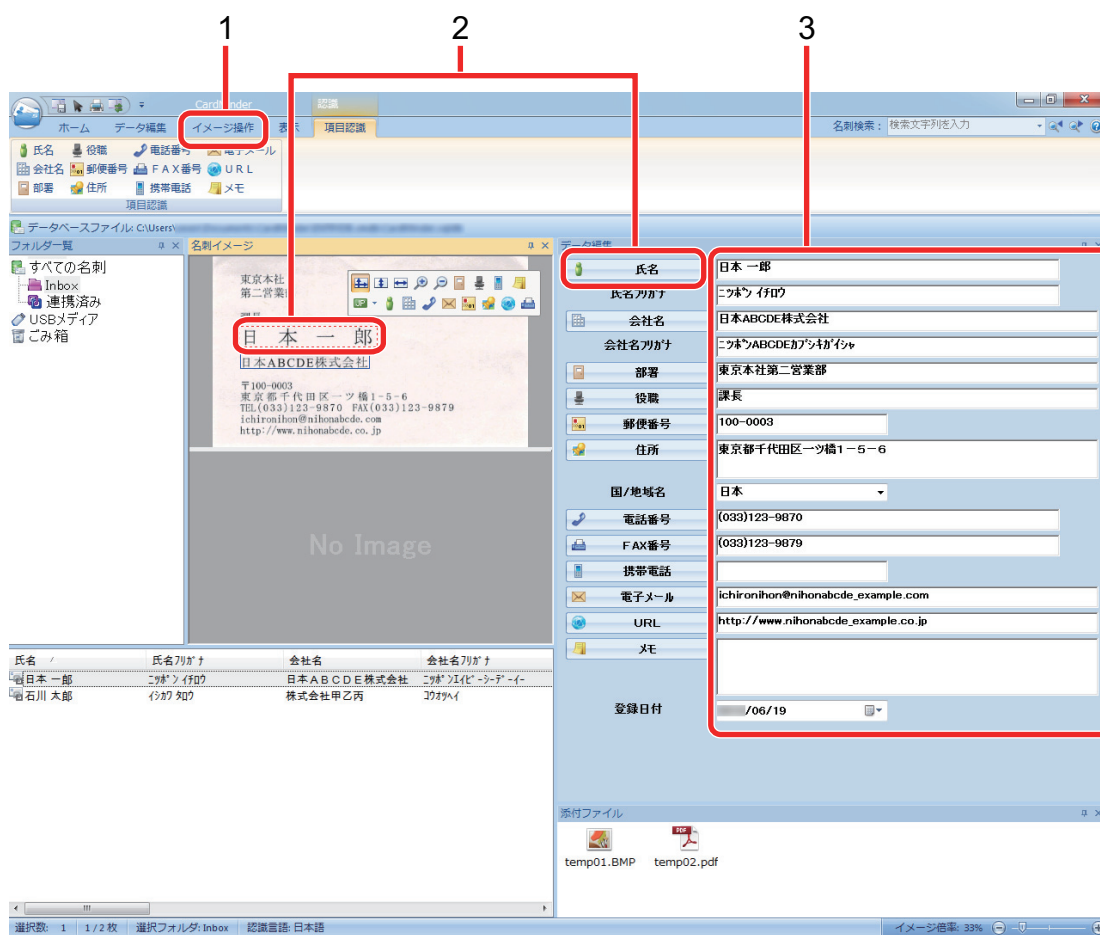 1
2
3
CardMinder
認識
ホーム
データ編集
イメージ操作
表示
項目認識
名刺検索：
検索文字列を入力
氏名
役職
電話番号
電子メール
会社名
郵便番号
ＦＡＸ番号
ＵＲＬ
部署
住所
携帯電話
メモ
項目認識
データベースファイル: C:\Users\
フォルダ一覧
すべての名刺
Inbox
連携済み
USBメディア
ごみ箱
名刺イメージ
東京本社
第二営業
日 本 一 郎
日本ABCDE株式会社
〒100-0003
東京都千代田区一ツ橋1-5-6
TEL(033)123-9870 FAX(033)123-9879
ichironihon@nihonabcde.com
http://www.nihonabcde.co.jp
No Image
データ編集
氏名 日本 一郎
氏名ﾌﾘｶﾞﾅ ﾆｯﾎﾟﾝ ｲﾁﾛｳ
会社名 日本ABCDE株式会社
会社名ﾌﾘｶﾞﾅ ﾆｯﾎﾟﾝABCDEｶﾌﾞｼｷｶﾞｲｼｬ
部署 東京本社第二営業部
役職 課長
郵便番号 100-0003
住所 東京都千代田区一ツ橋１－５－６
国/地域名 日本
電話番号 (033)123-9870
FAX番号 (033)123-9879
携帯電話
電子メール ichironihon@nihonabcde_example.com
URL http://www.nihonabcde_example.co.jp
メモ
登録日付 /06/19
氏名 氏名ﾌﾘｶﾞﾅ 会社名 会社名ﾌﾘｶﾞﾅ
日本 一郎 ﾆｯﾎﾟﾝ ｲﾁﾛｳ 日本ＡＢＣＤＥ株式会社 ﾆｯﾎﾟﾝｴｲﾋﾞｰｼｰﾃﾞｰｲｰ
石川 太郎 ｲｼｶﾜ ﾀﾛｳ 株式会社甲乙丙 ｺｳｵﾂﾍｲ
添付ファイル
PDF
temp01.BMP
temp02.pdf
選択数: 1
1 / 2 枚
選択フォルダ: Inbox
認識言語: 日本語
イメージ倍率: 33%